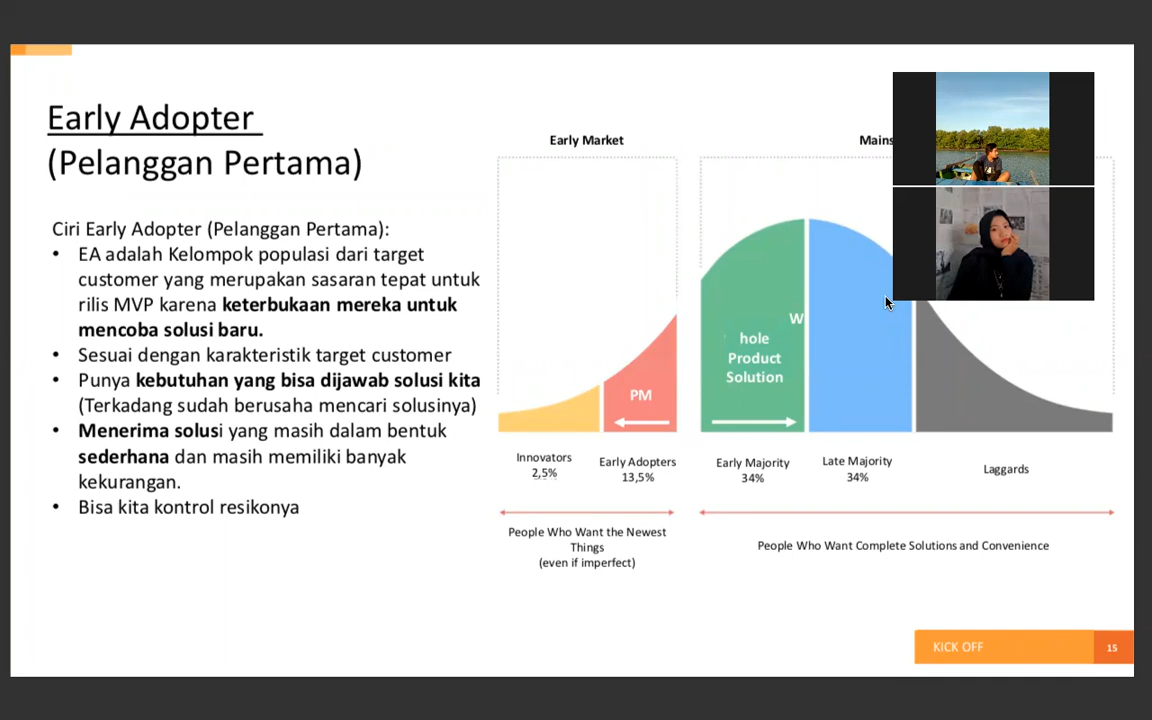 Early Adopter
(Pelanggan Pertama)
Ciri Early Adopter (Pelanggan Pertama):
• EA adalah Kelompok populasi dari target
customer yang merupakan sasaran tepat untuk
rilis MVP karena keterbukaan mereka untuk
mencoba solusi baru.
• Sesuai dengan karakteristik target customer
• Punya kebutuhan yang bisa dijawab solusi kita
(Terkadang sudah berusaha mencari solusinya)
• Menerima solusi yang masih dalam bentuk
sederhana dan masih memiliki banyak
kekurangan.
• Bisa kita kontrol resikonya
Early Market
Mains
PM
W
hole
Product
Solution
Innovators
2,5%
Early Adopters
13,5%
Early Majority
34%
Late Majority
34%
Laggards
People Who Want the Newest
Things
(even if imperfect)
People Who Want Complete Solutions and Convenience
KICK OFF
15